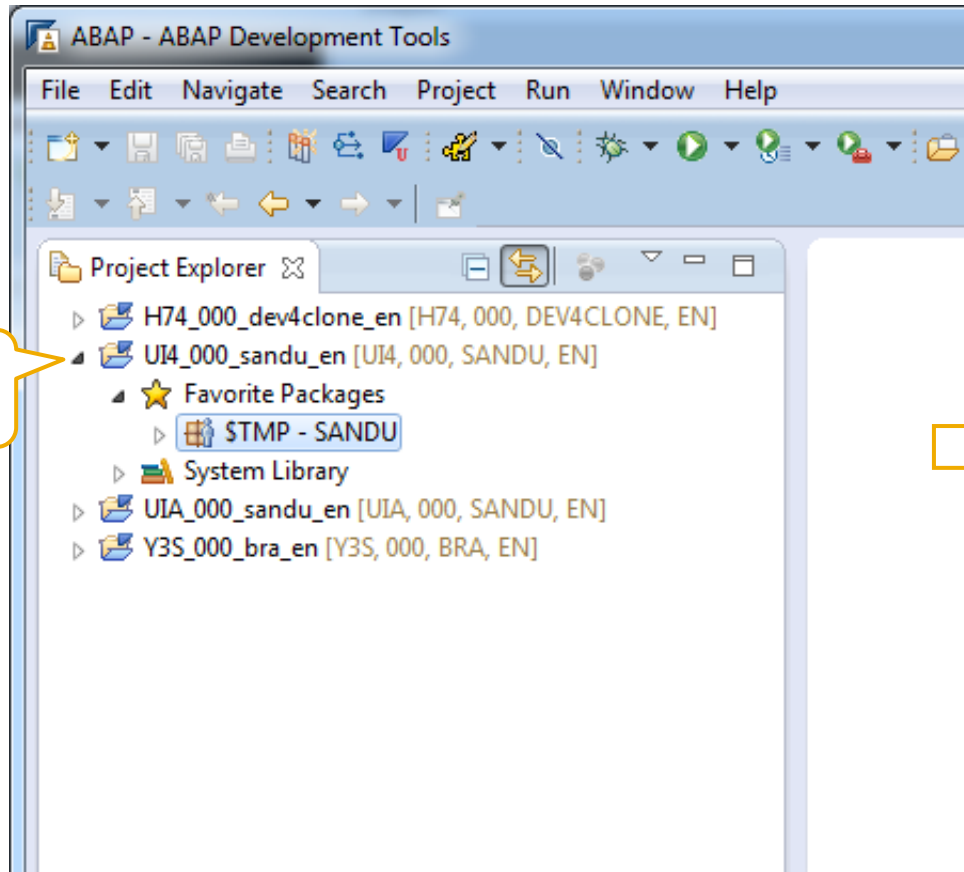 ABAP - ABAP Development Tools
File Edit Navigate Search Project Run Window Help
Project Explorer
H74_000_dev4clone_en [H74, 000, DEV4CLONE, EN]
UI4_000_sandu_en [UI4, 000, SANDU, EN]
Favorite Packages
$TMP - SANDU
System Library
UIA_000_sandu_en [UIA, 000, SANDU, EN]
Y3S_000_bra_en [Y3S, 000, BRA, EN]